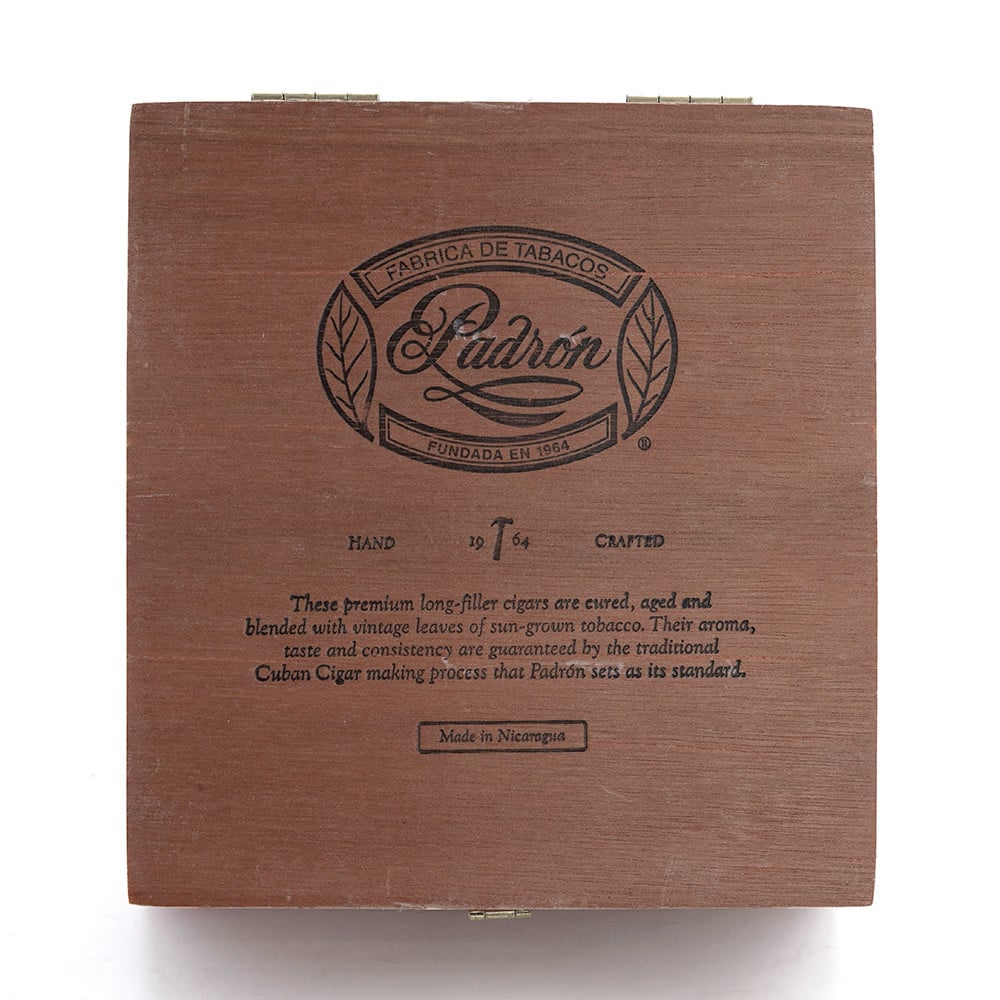 FABRICA DE TABACOS
Padrón
FUNDADA EN 1964
®
HAND 19 64 CRAFTED
These premium long-filler cigars are cured, aged and
blended with vintage leaves of sun-grown tobacco. Their aroma,
taste and consistency are guaranteed by the traditional
Cuban Cigar making process that Padrón sets as its standard.
Made in Nicaragua